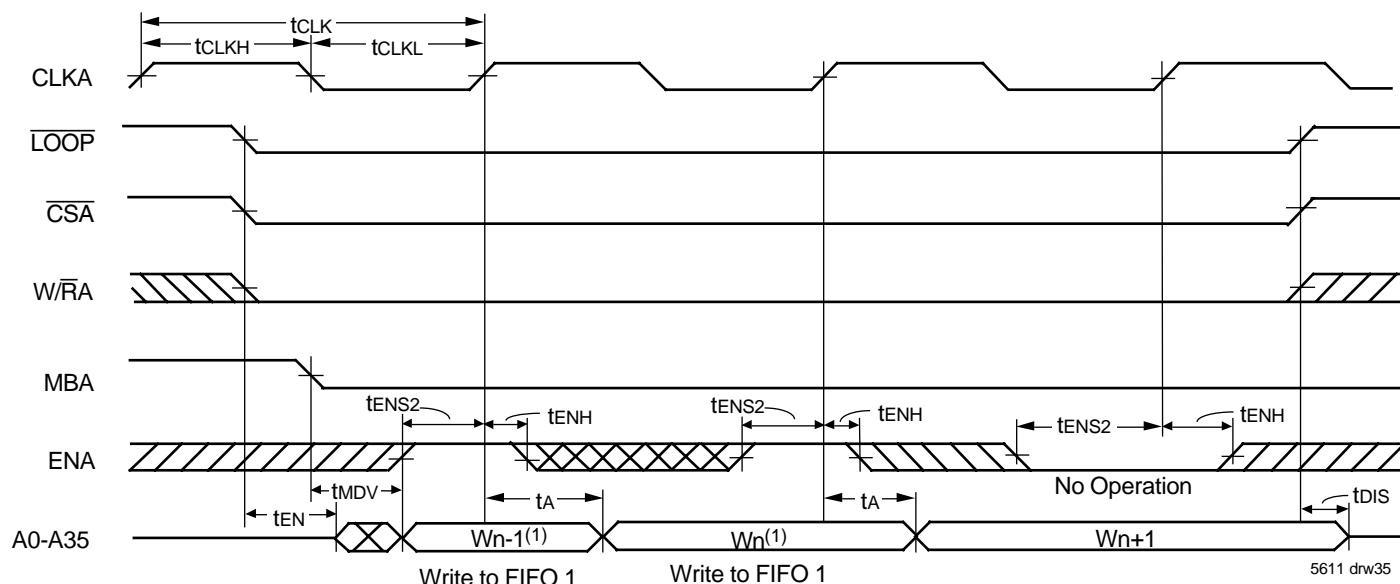 tCLK
tCLKH tCLKL
CLKA
LOOP
CSA
W/RA
MBA
tENS2 tENH tENS2 tENH tENS2 tENH
ENA
No Operation
tMDV tA tA tDIS
tEN
A0-A35 Wn-1(1) Wn(1) Wn+1
Write to FIFO 1 Write to FIFO 1 5611 drw35